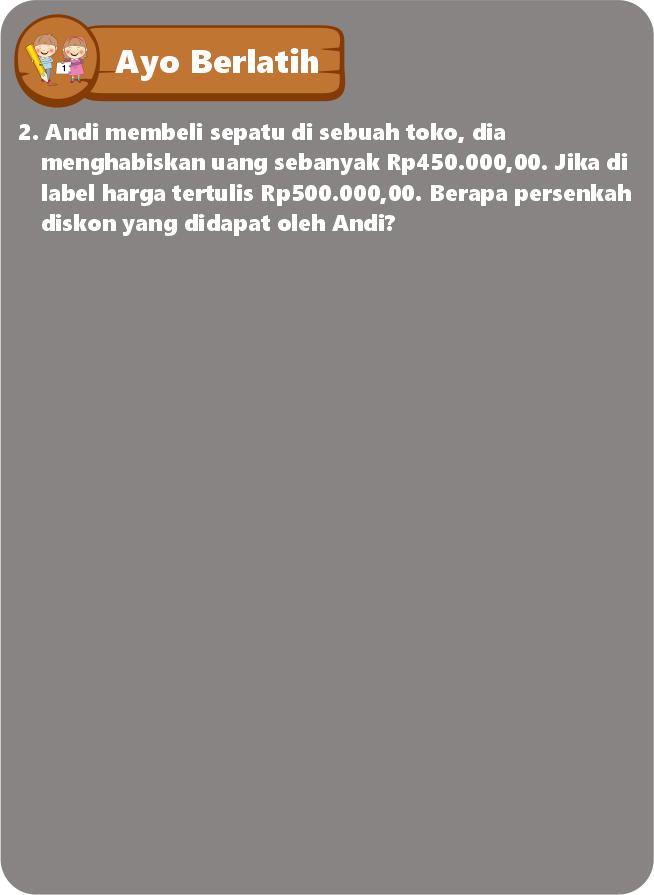 1
Ayo Berlatih
2. Andi membeli sepatu di sebuah toko, dia
menghabiskan uang sebanyak Rp450.000,00. Jika di
label harga tertulis Rp500.000,00. Berapa persenkah
diskon yang didapat oleh Andi?